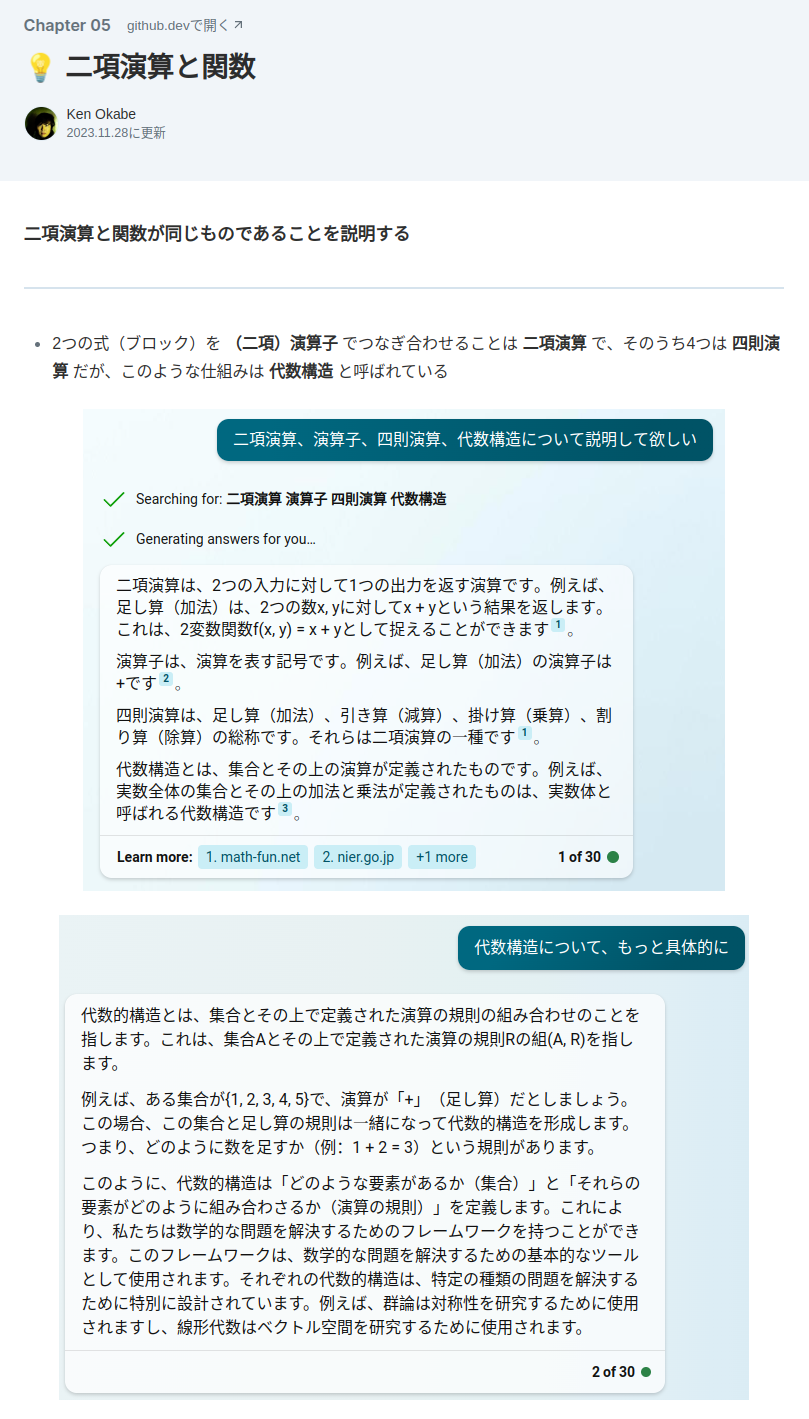 Chapter 05 github.devで開く
💡 二項演算と関数
Ken Okabe
2023.11.28に更新
二項演算と関数が同じものであることを説明する
2つの式（ブロック）を （二項）演算子 でつなぎ合わせることは 二項演算 で、そのうち4つは 四則演
算 だが、このような仕組みは 代数構造 と呼ばれている
二項演算、演算子、四則演算、代数構造について説明して欲しい
Searching for: 二項演算 演算子 四則演算 代数構造
Generating answers for you…
二項演算は、2つの入力に対して1つの出力を返す演算です。例えば、
足し算（加法）は、2つの数x, yに対してx + yという結果を返します。
これは、2変数関数f(x, y) = x + yとして捉えることができます 1 。
演算子は、演算を表す記号です。例えば、足し算（加法）の演算子は
+です 2 。
四則演算は、足し算（加法）、引き算（減算）、掛け算（乗算）、割
り算（除算）の総称です。それらは二項演算の一種です 1 。
代数構造とは、集合とその上の演算が定義されたものです。例えば、
実数全体の集合とその上の加法と乗法が定義されたものは、実数体と
呼ばれる代数構造です 3 。
Learn more: 1. math-fun.net 2. nier.go.jp +1 more 1 of 30
代数構造について、もっと具体的に
代数的構造とは、集合とその上で定義された演算の規則の組み合わせのことを
指します。これは、集合Aとその上で定義された演算の規則Rの組(A, R)を指し
ます。
例えば、ある集合が{1, 2, 3, 4, 5}で、演算が「+」（足し算）だとしましょう。
この場合、この集合と足し算の規則は一緒になって代数的構造を形成します。
つまり、どのように数を足すか（例：1 + 2 = 3）という規則があります。
このように、代数的構造は「どのような要素があるか（集合）」と「それらの
要素がどのように組み合わさるか（演算の規則）」を定義します。これによ
り、私たちは数学的な問題を解決するためのフレームワークを持つことができ
ます。このフレームワークは、数学的な問題を解決するための基本的なツール
として使用されます。それぞれの代数的構造は、特定の種類の問題を解決する
ために特別に設計されています。例えば、群論は対称性を研究するために使用
されますし、線形代数はベクトル空間を研究するために使用されます。
2 of 30